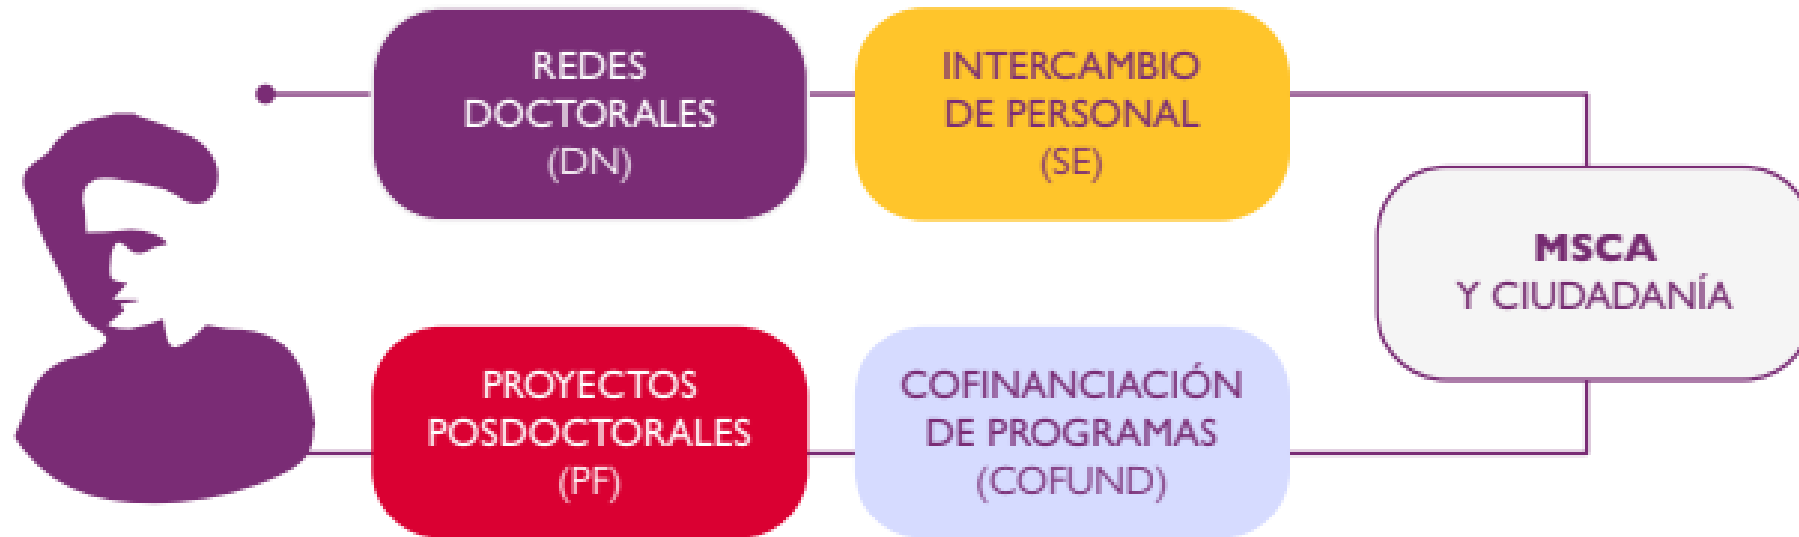 REDES
DOCTORALES
(DN)
INTERCAMBIO
DE PERSONAL
(SE)
MSCA
Y CIUDADANÍA
PROYECTOS
POSDOCTORALES
(PF)
COFINANCIACIÓN
DE PROGRAMAS
(COFUND)